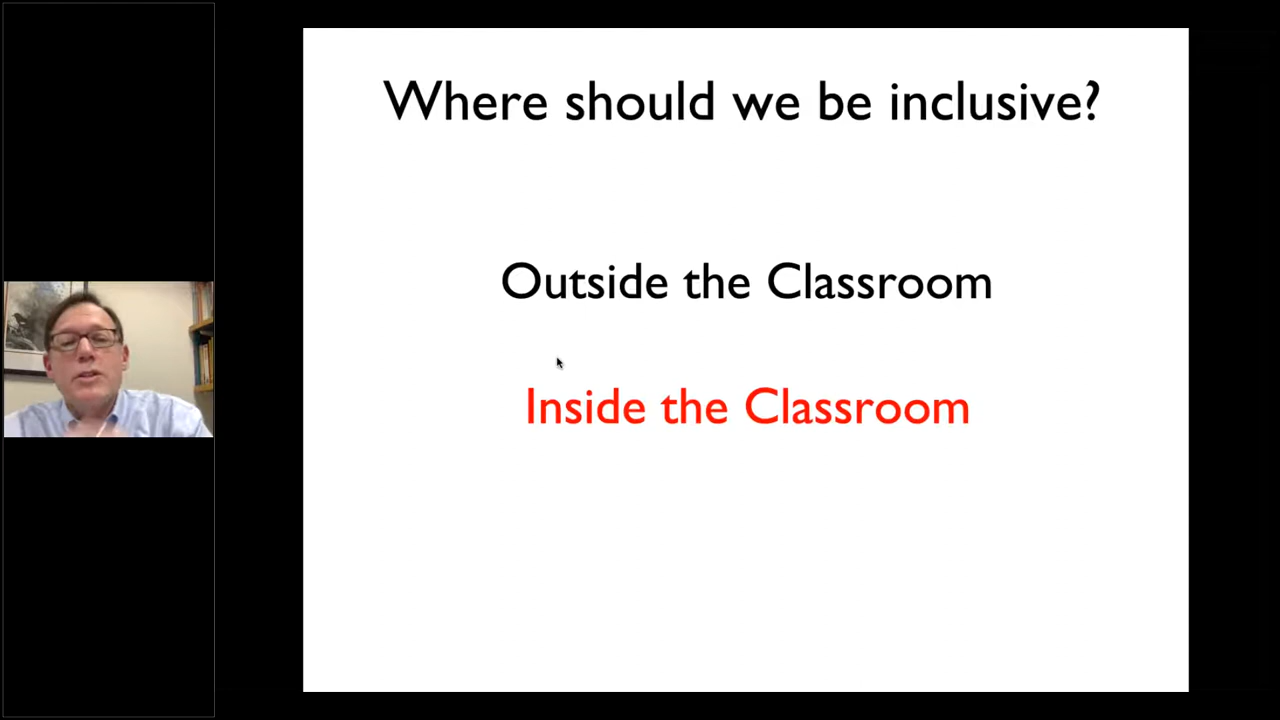 Where should we be inclusive?
Outside the Classroom
Inside the Classroom